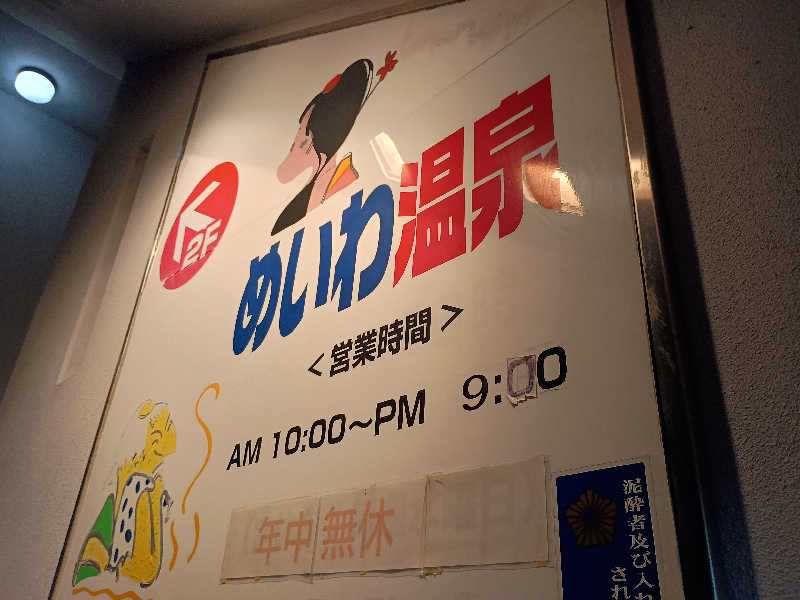 2F
めいわ温泉
<営業時間>
AM 10:00~PM 9:00
年中無休
泥酔者及び入れ
され